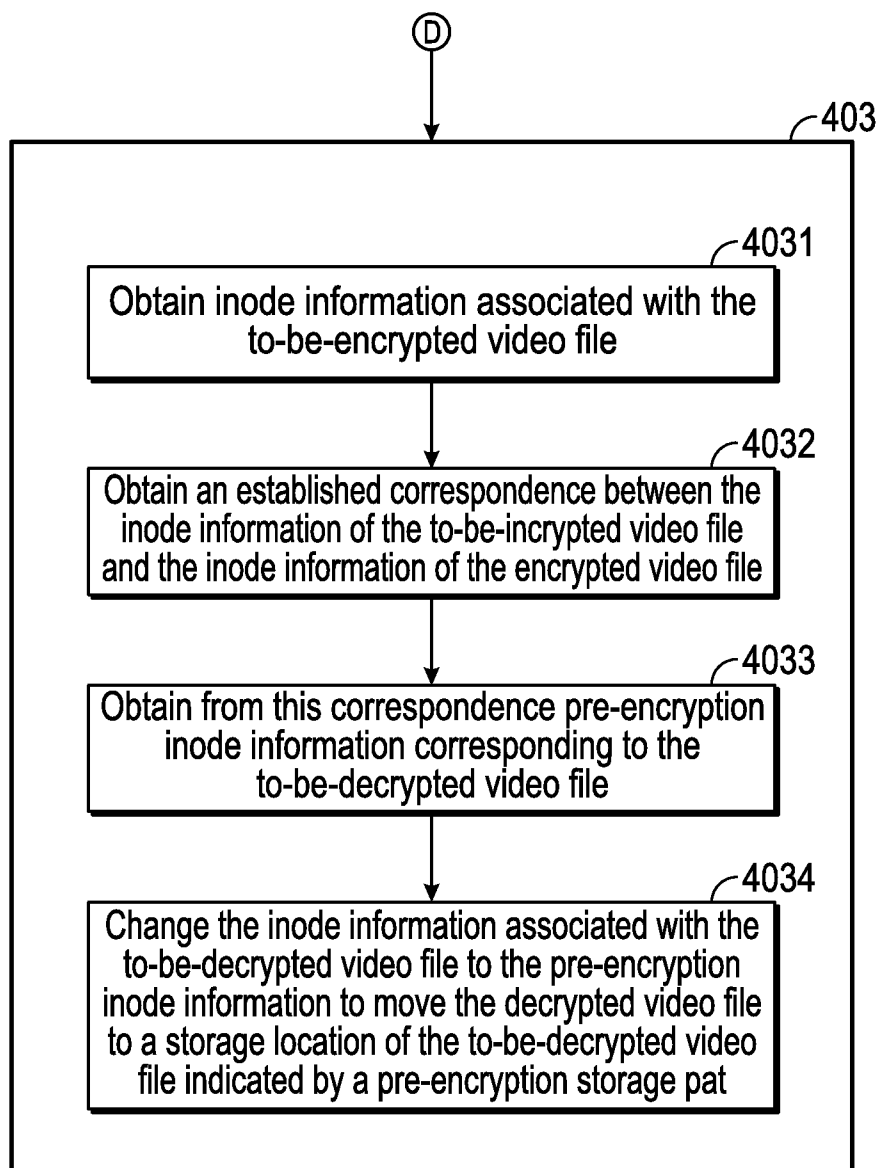 D
403
4031
Obtain inode information associated with the
to-be-encrypted video file
4032
Obtain an established correspondence between the
inode information of the to-be-incrypted video file
and the inode information of the encrypted video file
4033
Obtain from this correspondence pre-encryption
inode information corresponding to the
to-be-decrypted video file
4034
Change the inode information associated with the
to-be-decrypted video file to the pre-encryption
inode information to move the decrypted video file
to a storage location of the to-be-decrypted video
file indicated by a pre-encryption storage pat